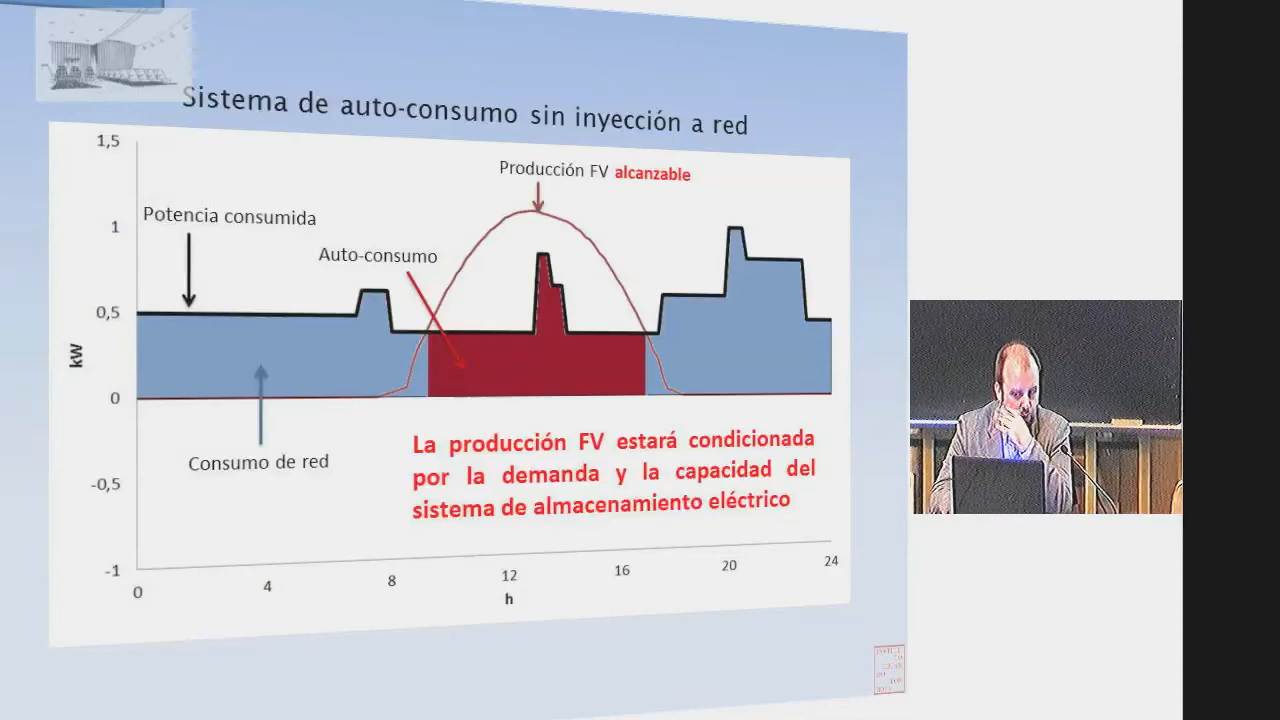 Sistema de auto-consumo sin inyección a red
1,5
Producción FV alcanzable
1
Potencia consumida
Auto-consumo
0,5
kW
0
La producción FV estará condicionada
por la demanda y la capacidad del
sistema de almacenamiento eléctrico
Consumo de red
-0,5
-1
0
4
8
12
16
20
24
h